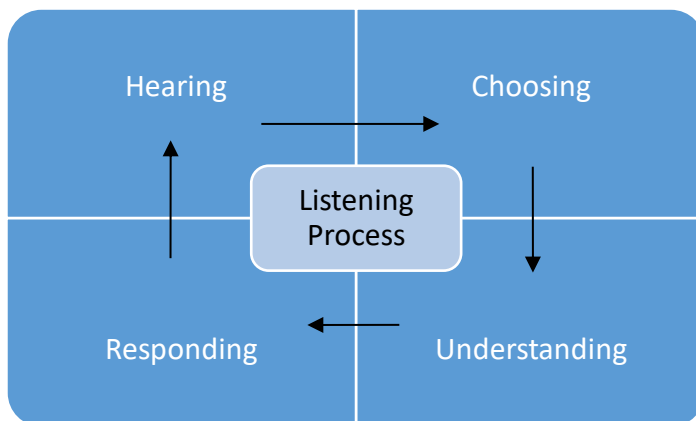 Hearing
Choosing
Listening
Process
Responding
Understanding